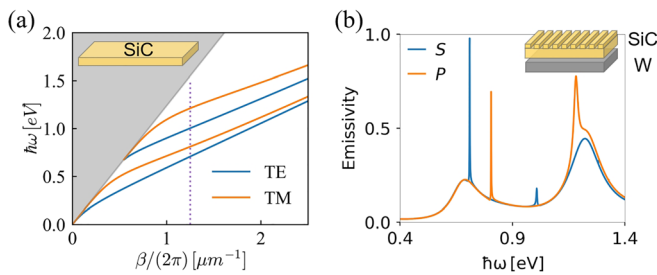 (a)
SiC
ħω [eV]
2.0
1.5
1.0
0.5
0.0
TE
TM
0
1
2
β/(2π) [μm⁻¹]
(b)
S
P
SiC
W
Emissivity
1.0
0.5
0.0
0.4
0.9
1.4
ħω [eV]